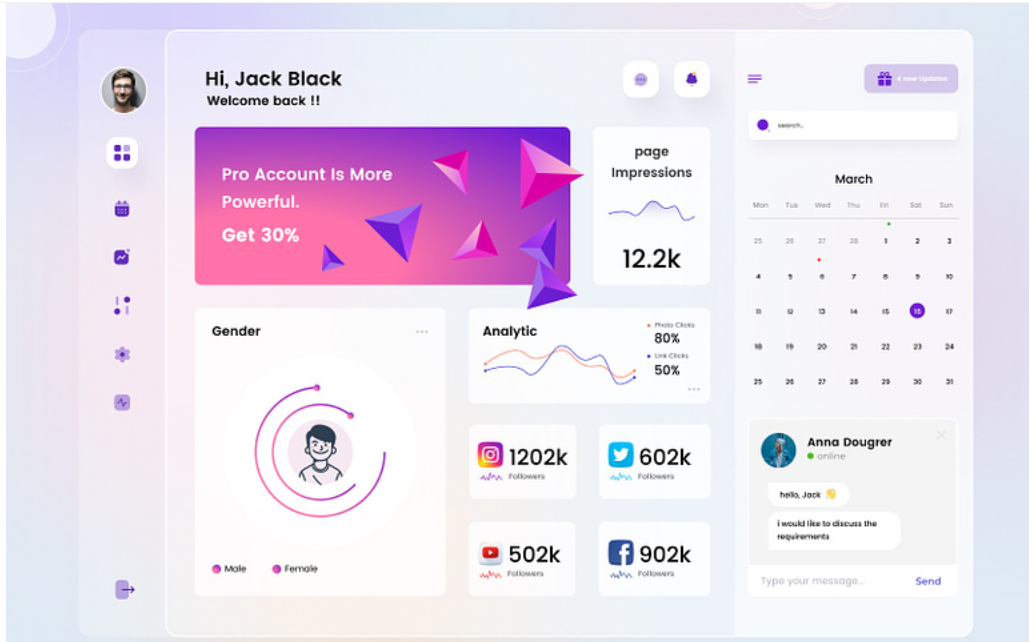 Hi, Jack Black
Welcome back !!
4 new Updates
search..
Pro Account Is More
Powerful.
Get 30%
page
Impressions
12.2k
March
Mon Tus Wed Thu Fri Sat Sun
25 26 27 28 1 2 3
4 5 6 7 8 9 10
11 12 13 14 15 16 17
18 19 20 21 22 23 24
25 26 27 28 29 30 31
Gender
Male Female
Analytic
Photo Clicks
80%
Link Clicks
50%
1202k
Followers
602k
Followers
502k
Followers
902k
Followers
Anna Dougrer
online
hello, Jack 👋
i would like to discuss the
requirements
Type your message... Send